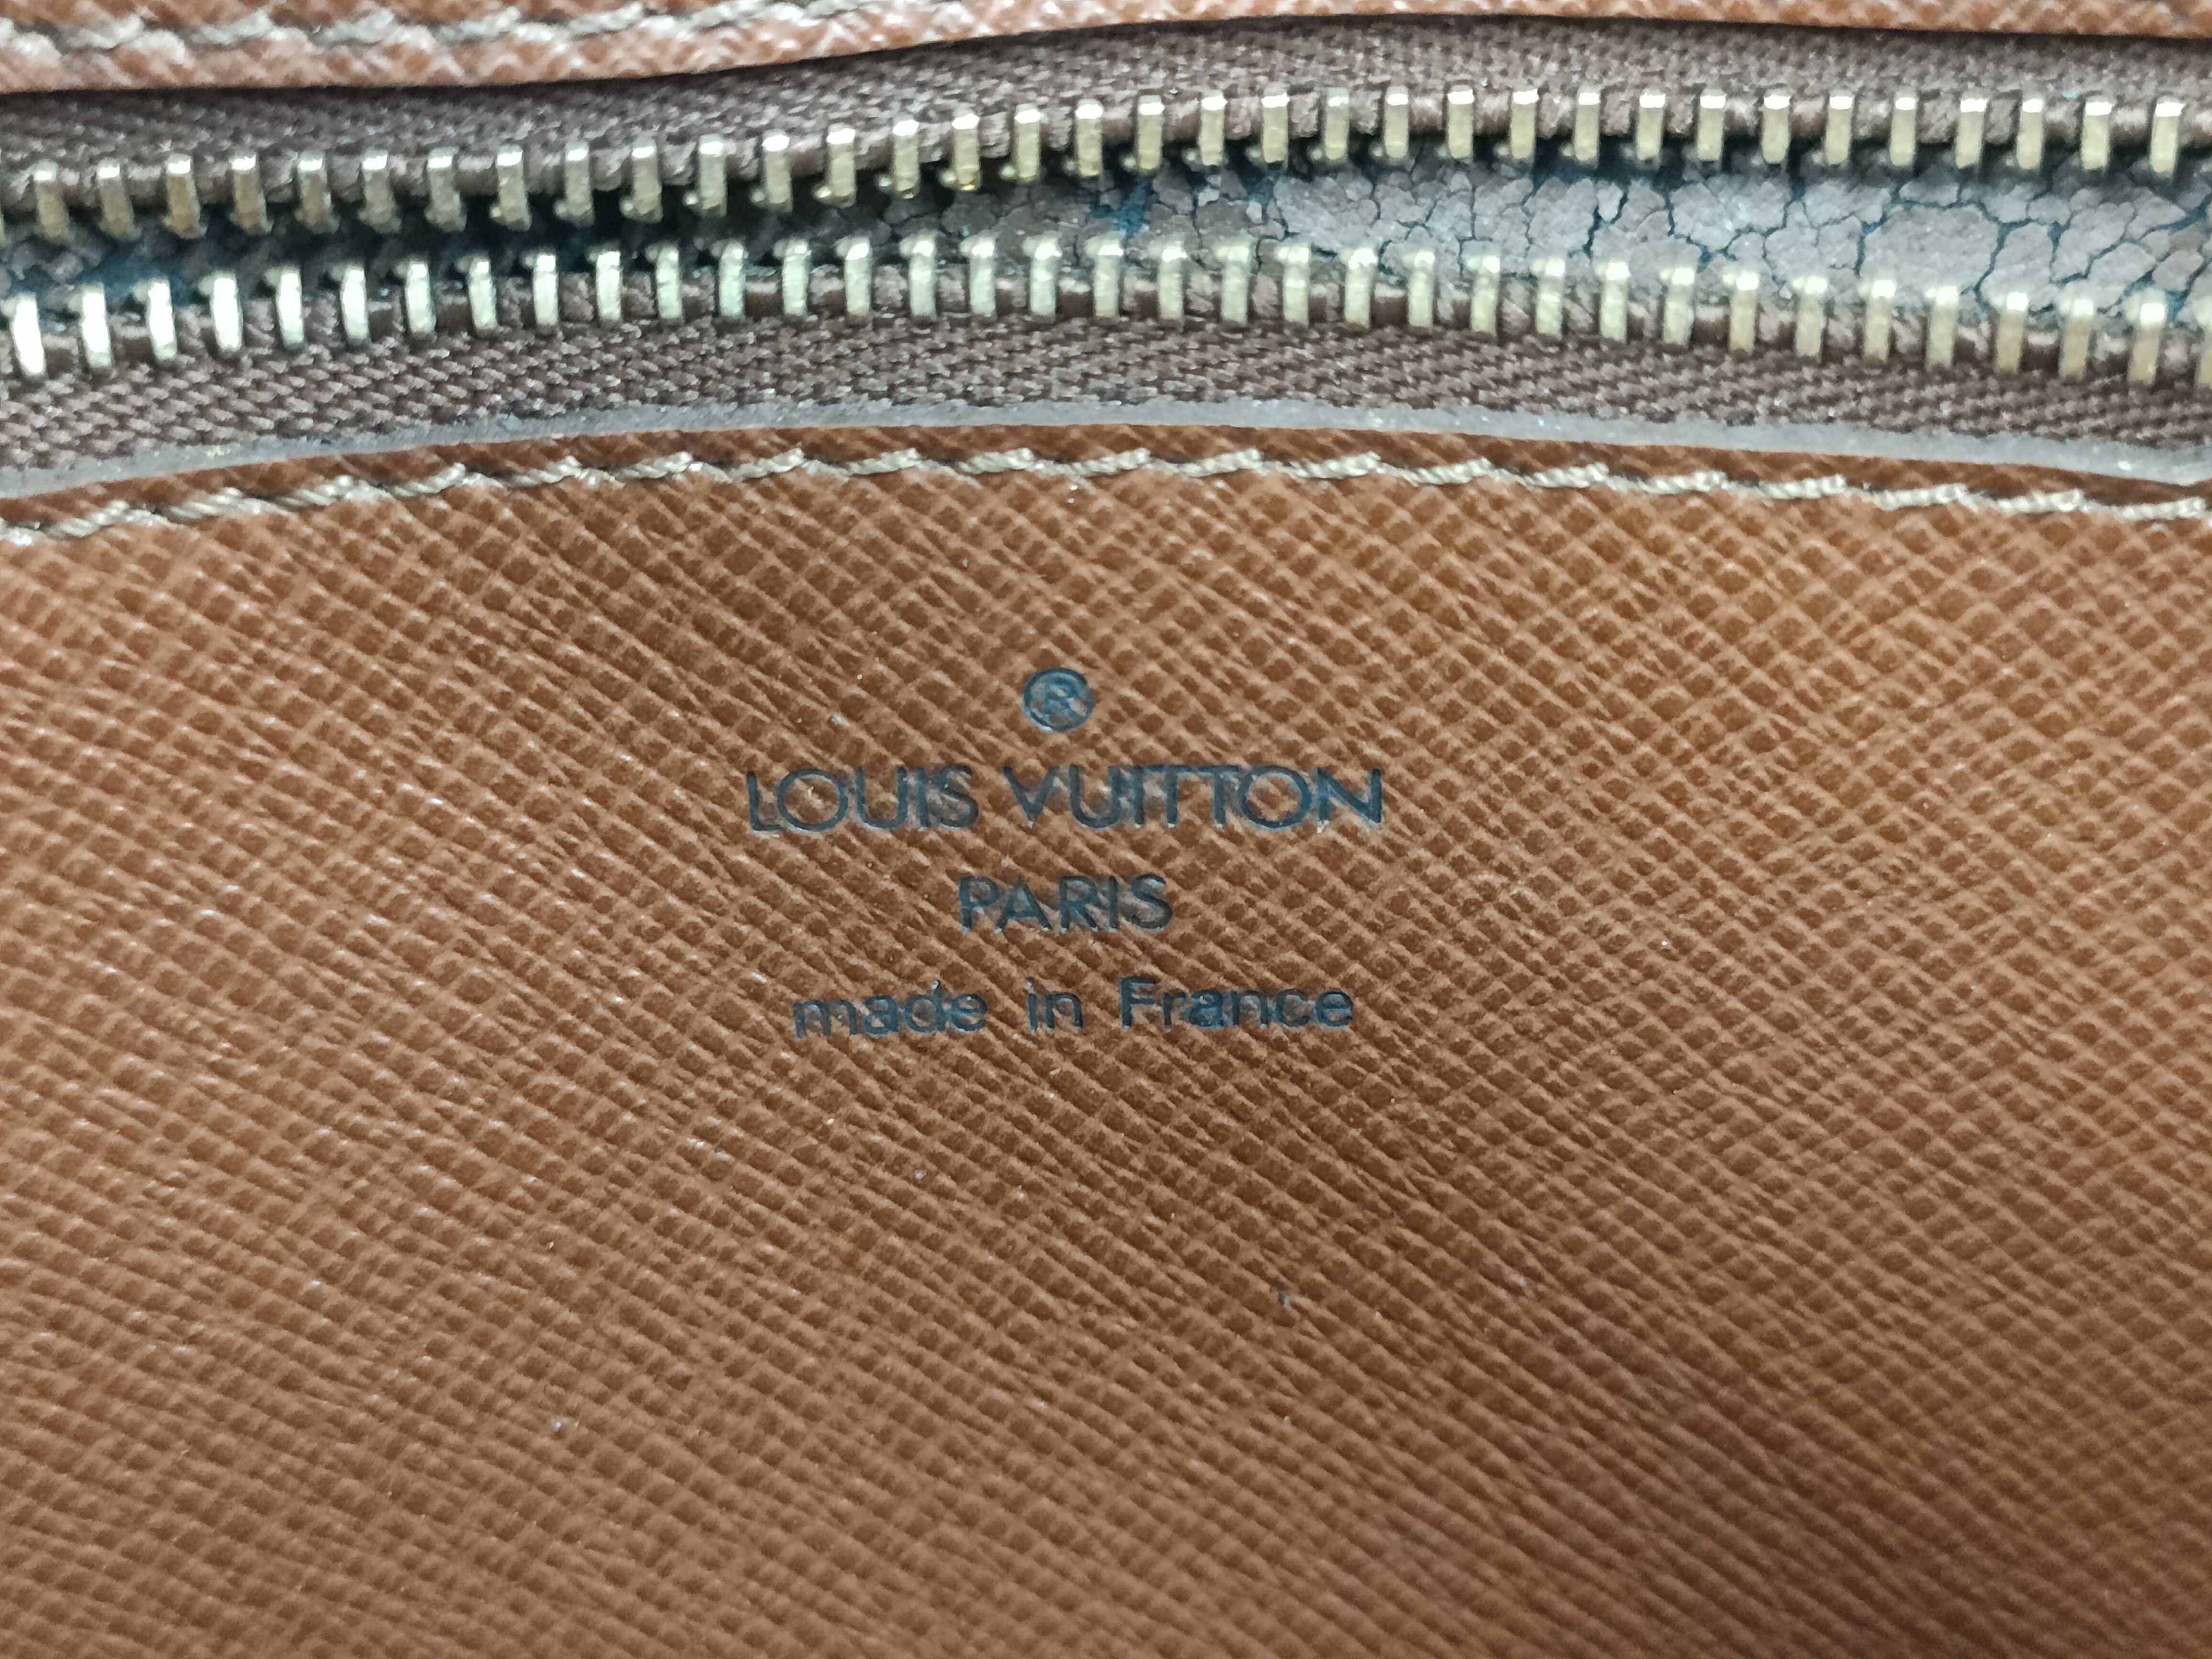 ®
LOUIS VUITTON
PARIS
made in France